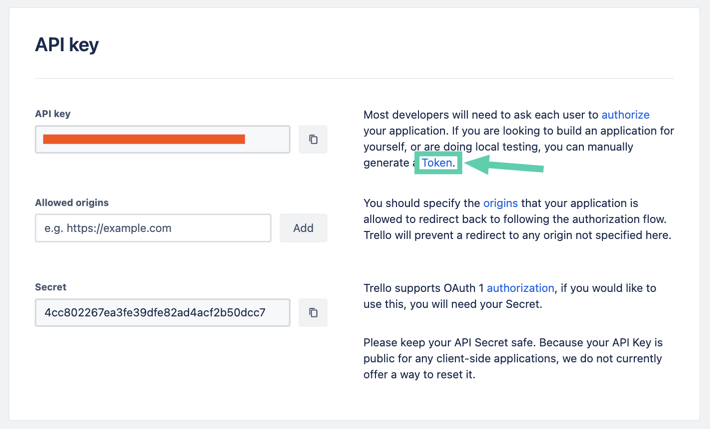 API key
API key
Most developers will need to ask each user to authorize
your application. If you are looking to build an application for
yourself, or are doing local testing, you can manually
generate a Token.
Allowed origins
e.g. https://example.com
Add
You should specify the origins that your application is
allowed to redirect back to following the authorization flow.
Trello will prevent a redirect to any origin not specified here.
Secret
4cc802267ea3fe39dfe82ad4acf2b50dcc7
Trello supports OAuth 1 authorization, if you would like to
use this, you will need your Secret.
Please keep your API Secret safe. Because your API Key is
public for any client-side applications, we do not currently
offer a way to reset it.